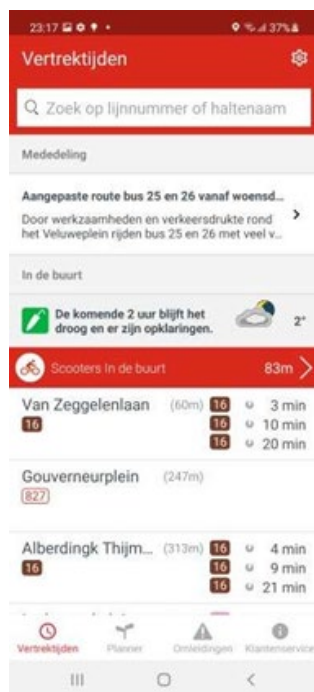 23:17 37%
Vertrektijden
Zoek op lijnnummer of haltenaam
Mededeling
Aangepaste route bus 25 en 26 vanaf woensd...
Door werkzaamheden en verkeersdrukte rond
het Veluweplein rijden bus 25 en 26 met veel v...
In de buurt
De komende 2 uur blijft het
droog en er zijn opklaringen.
2°
Scooters In de buurt 83m
Van Zeggelenlaan (60m) 16 3 min
16 16 10 min
16 20 min
Gouverneurplein (247m)
827
Alberdingk Thijm... (313m) 16 4 min
16 16 9 min
16 21 min
Vertrektijden Planner Omleidingen Klantenservice